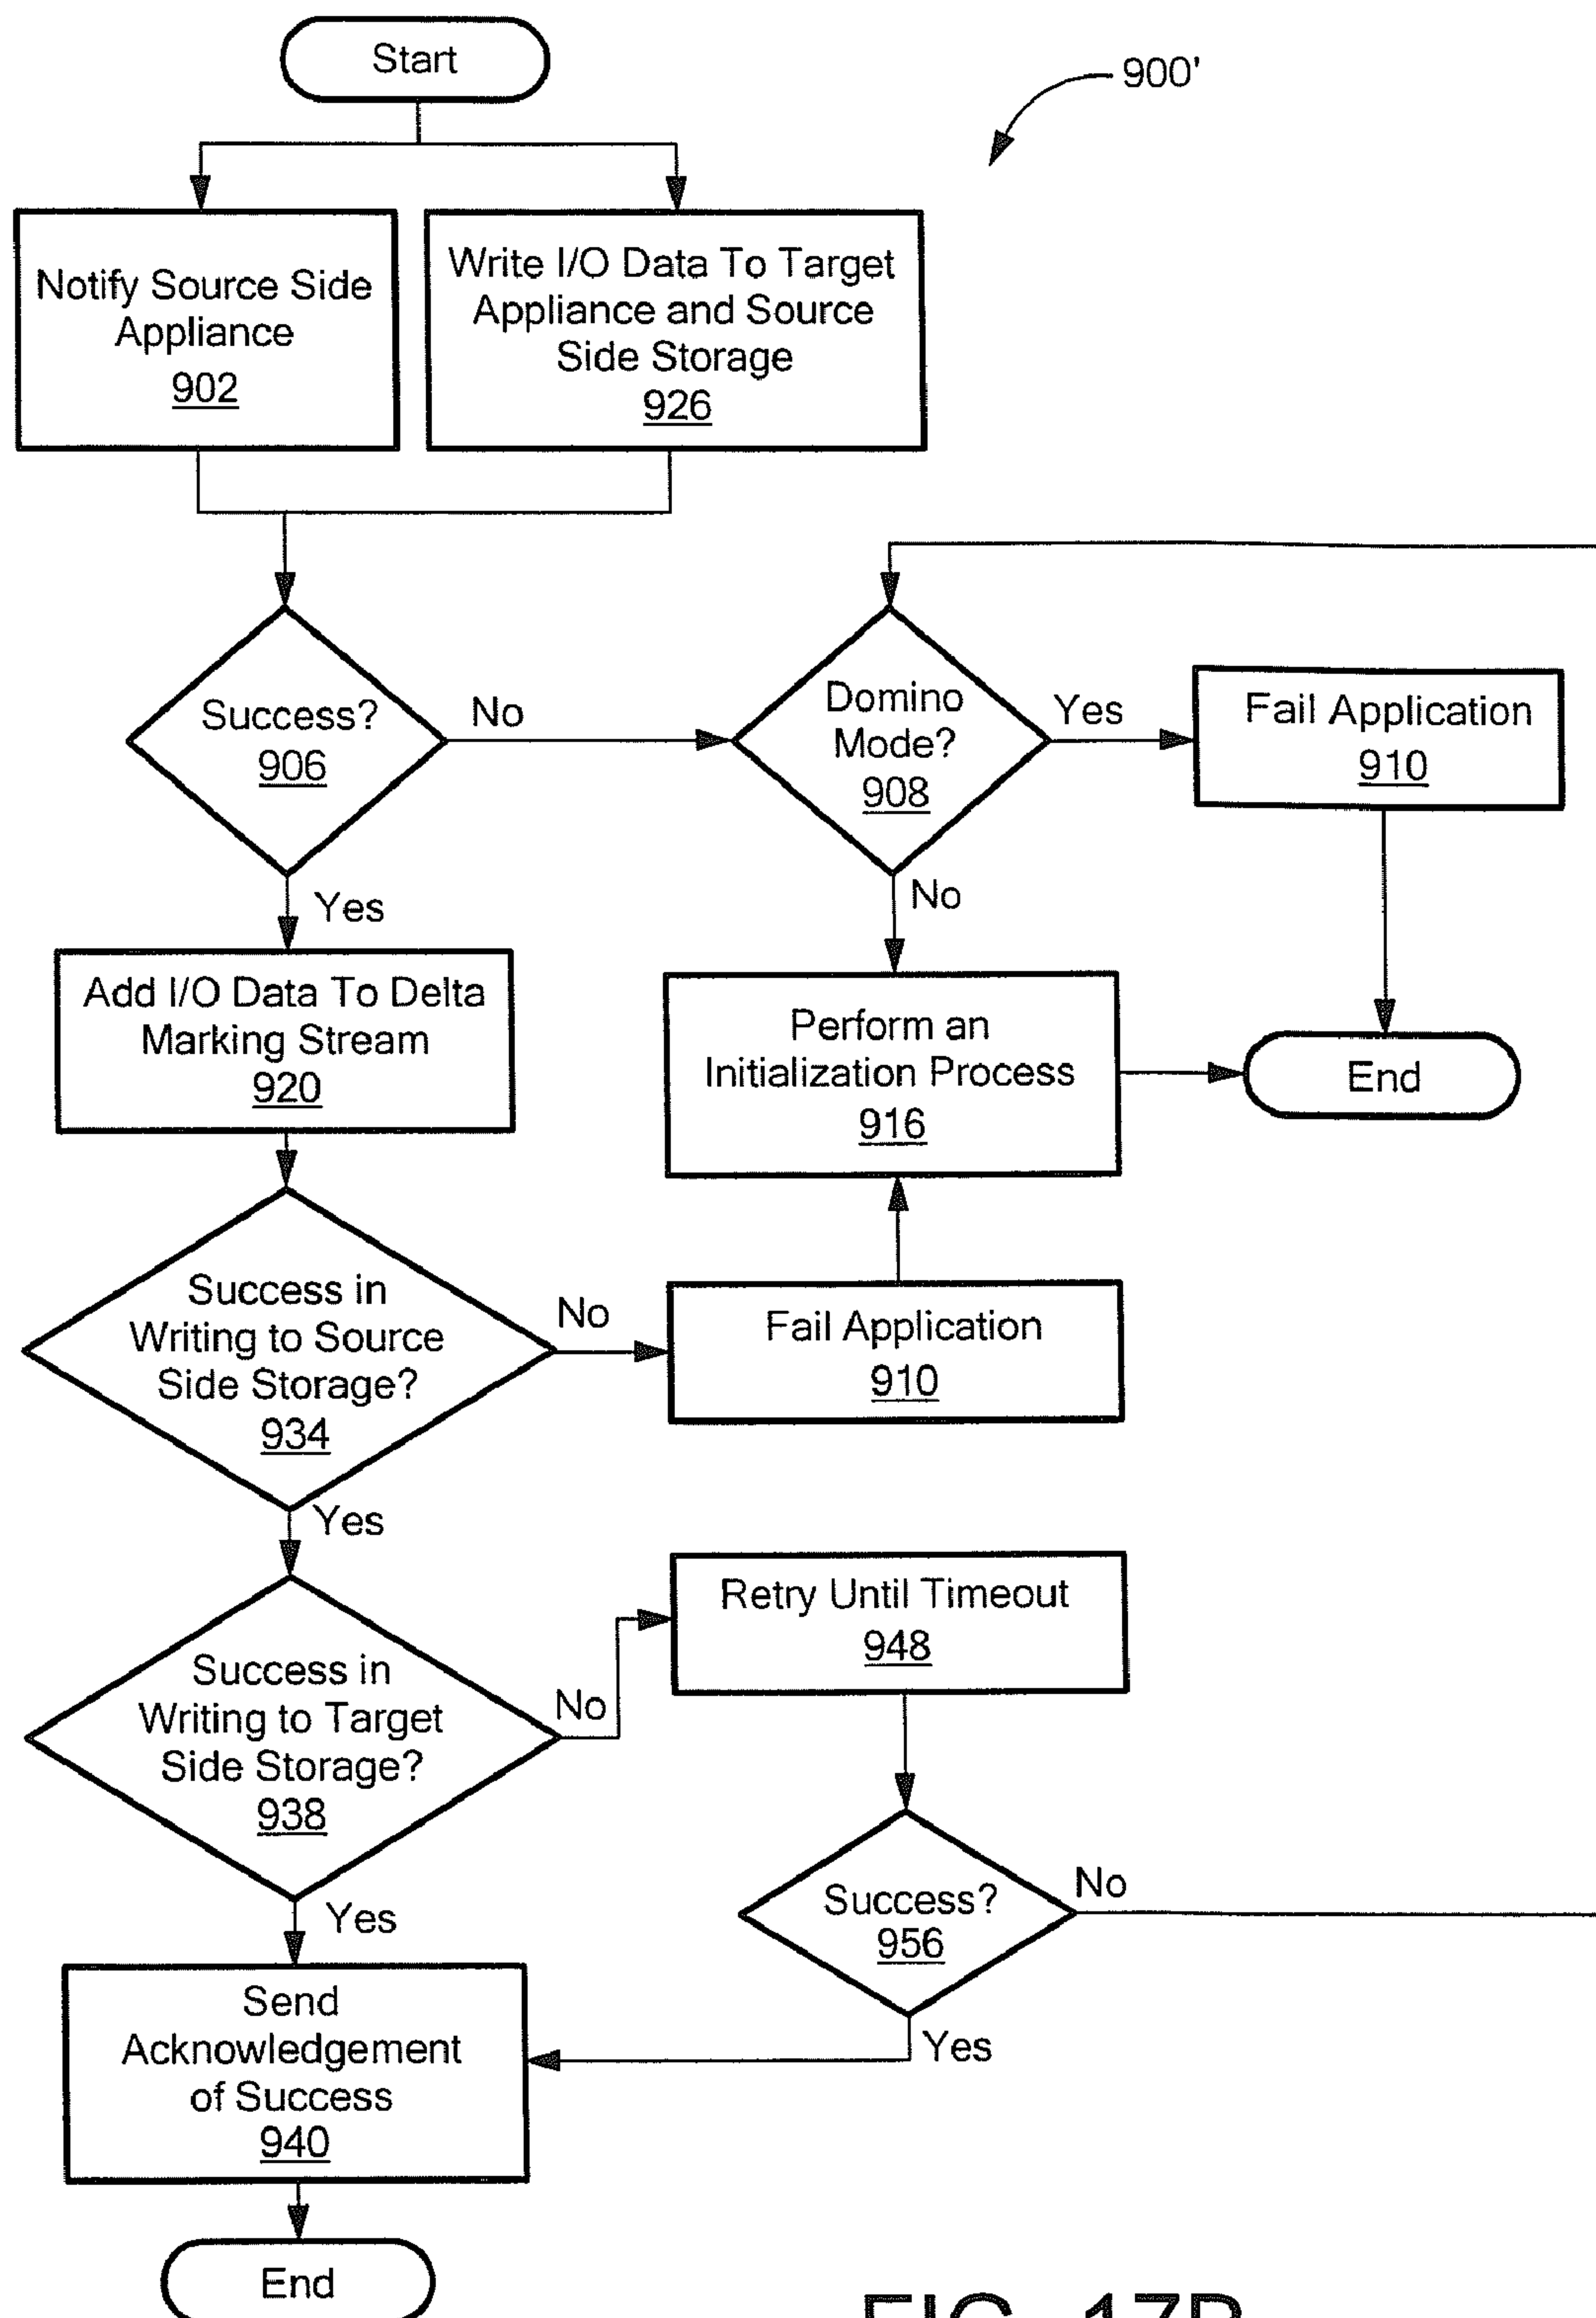 Start
900'
Notify Source Side
Appliance
902
Write I/O Data To Target
Appliance and Source
Side Storage
926
Success?
906
No
Domino
Mode?
908
Yes
Fail Application
910
Yes
No
Add I/O Data To Delta
Marking Stream
920
Perform an
Initialization Process
916
End
Success in
Writing to Source
Side Storage?
934
No
Fail Application
910
Yes
Retry Until Timeout
948
Success in
Writing to Target
Side Storage?
938
No
Success?
956
No
Yes
Yes
Send
Acknowledgement
of Success
940
End
FIG. 17B